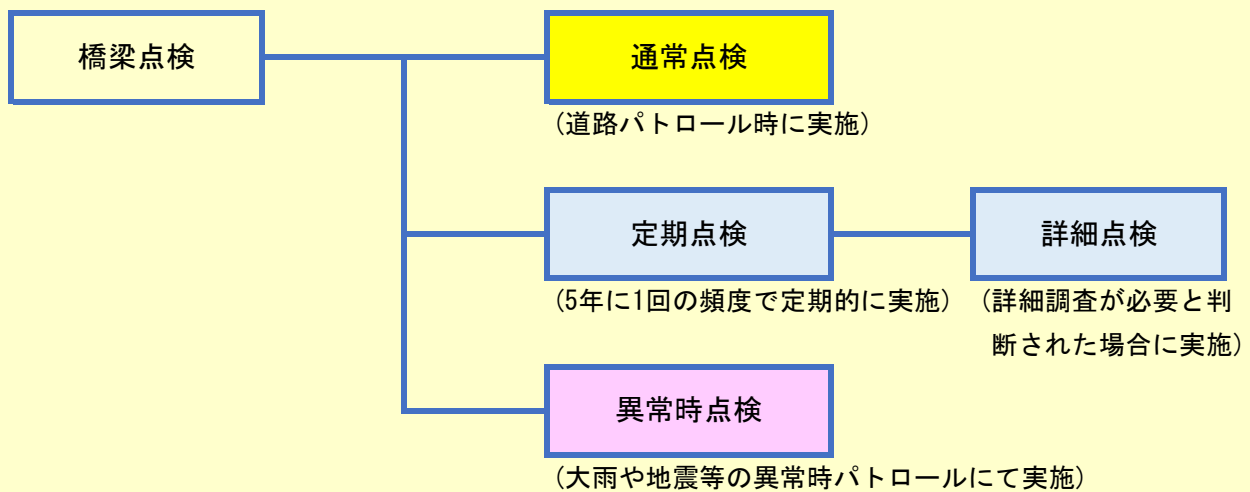 橋梁点検
通常点検
(道路パトロール時に実施)
定期点検
(5年に1回の頻度で定期的に実施)
詳細点検
(詳細調査が必要と判
断された場合に実施)
異常時点検
(大雨や地震等の異常時パトロールにて実施)